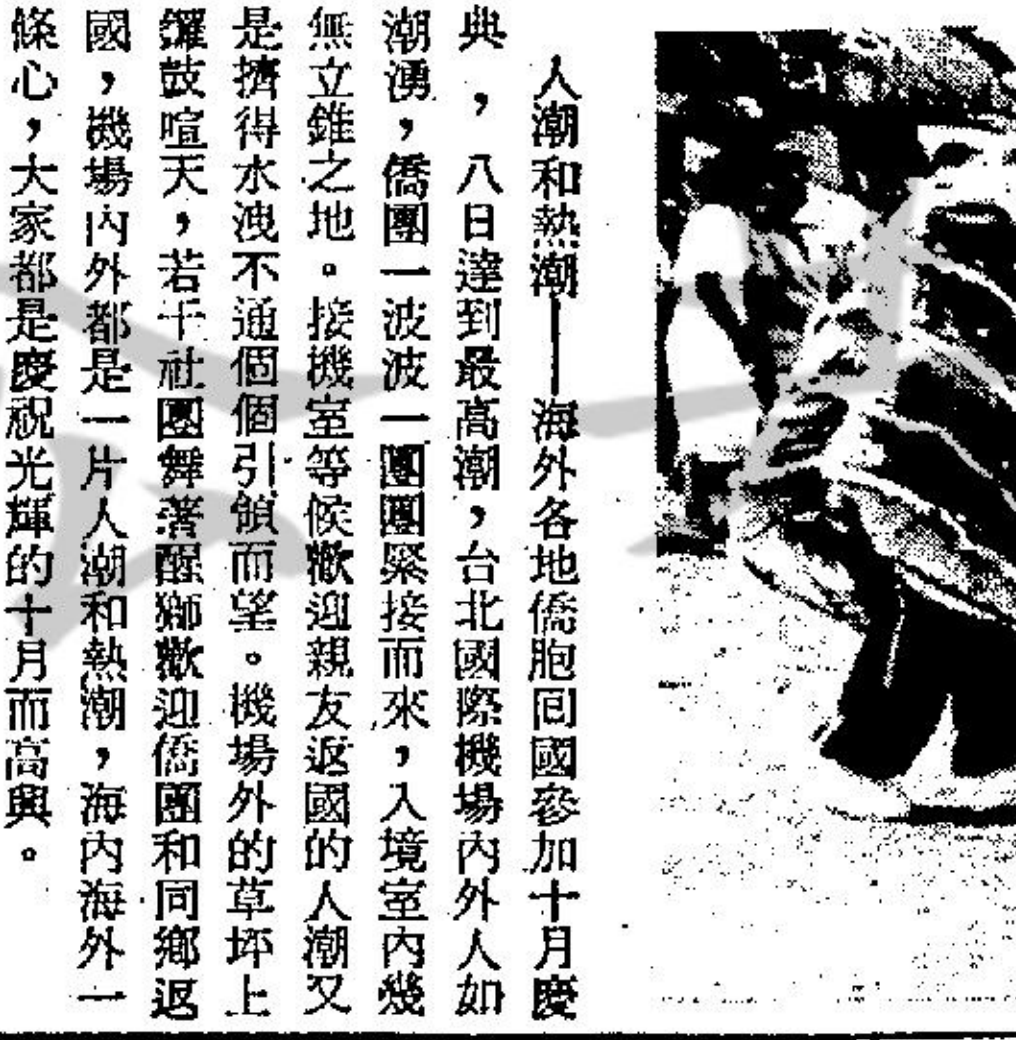 人潮和熱潮——海外各地僑胞回國參加十月慶
典，八日達到最高潮，台北國際機場內外人如
潮湧，僑團一波波一團團緊接而來，入境室內幾
無立錐之地。接機室等候歡迎親友返國的人潮又
是擠得水洩不通個個引頷而望。機場外的草坪上
鑼鼓喧天，若干社團舞著醒獅歡迎僑團和同鄉返
國，機場內外都是一片人潮和熱潮，海內海外一
條心，大家都是慶祝光輝的十月而高興。